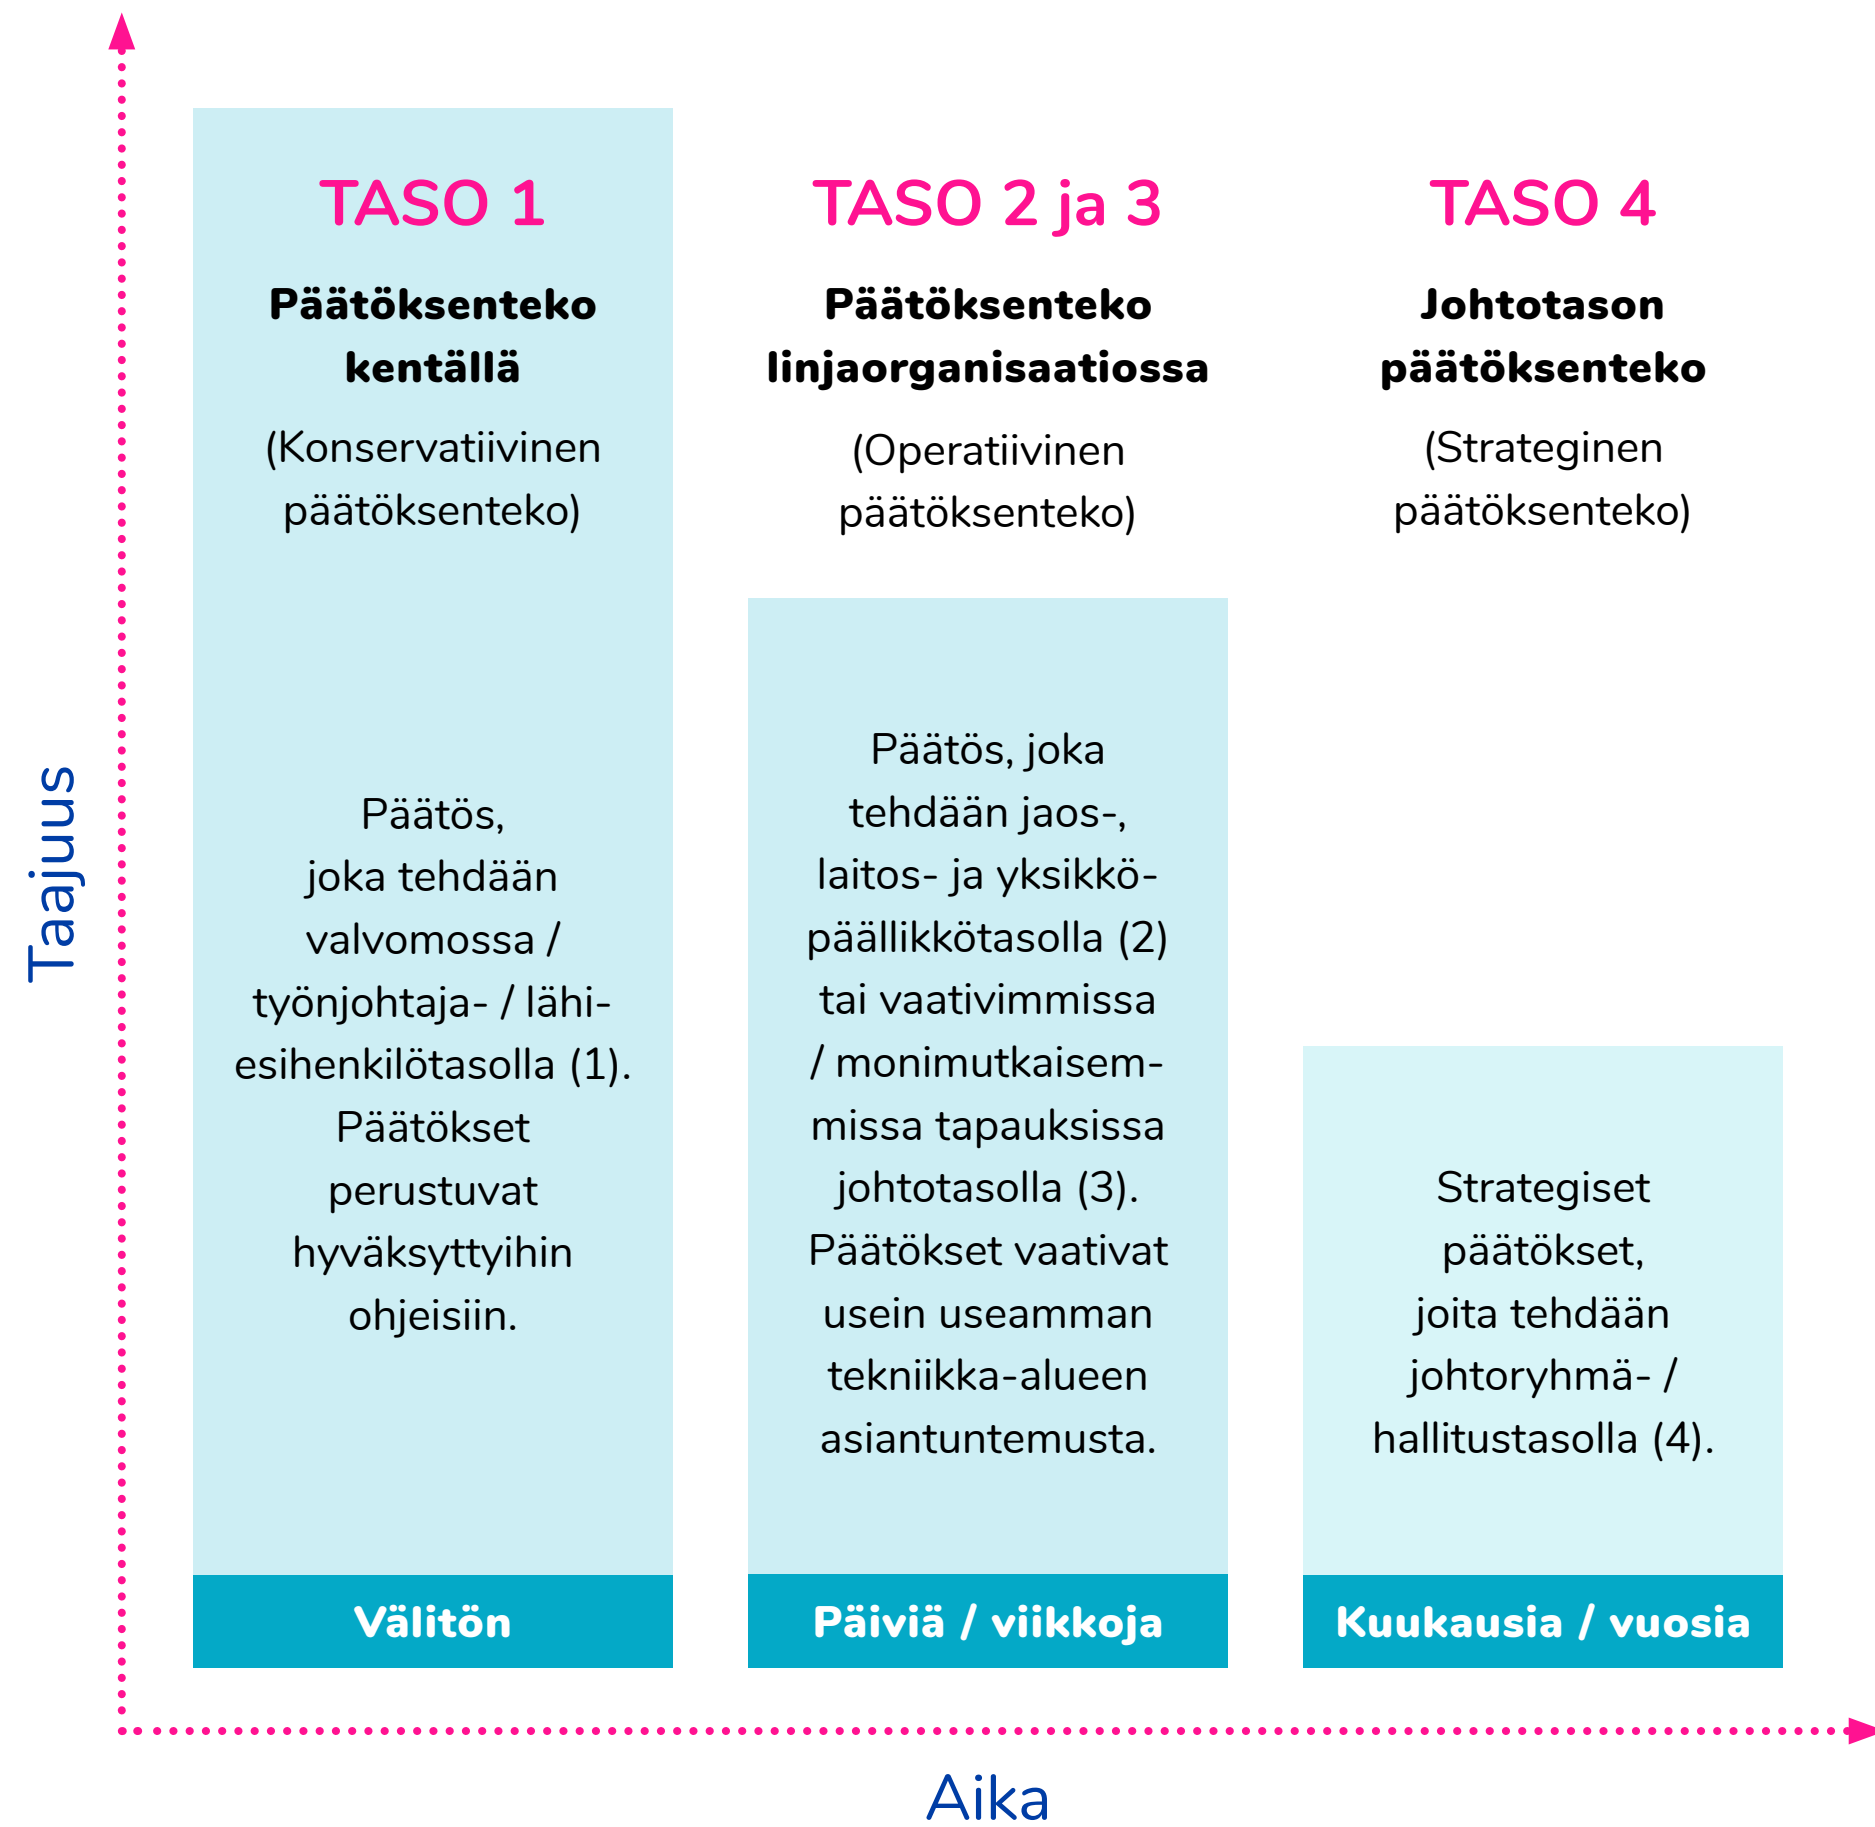 Taajuus
TASO 1
Päätöksenteko
kentällä
(Konservatiivinen
päätöksenteko)
Päätös,
joka tehdään
valvomossa /
työnjohtaja- / lähi-
esihenkilötasolla (1).
Päätökset
perustuvat
hyväksyttyihin
ohjeisiin.
Välitön
TASO 2 ja 3
Päätöksenteko
linjaorganisaatiossa
(Operatiivinen
päätöksenteko)
Päätös, joka
tehdään jaos-,
laitos- ja yksikkö-
päällikkötasolla (2)
tai vaativimmissa
/ monimutkaisem-
missa tapauksissa
johtotasolla (3).
Päätökset vaativat
usein useamman
tekniikka-alueen
asiantuntemusta.
Päiviä / viikkoja
TASO 4
Johtotason
päätöksenteko
(Strateginen
päätöksenteko)
Strategiset
päätökset,
joita tehdään
johtoryhmä- /
hallitustasolla (4).
Kuukausia / vuosia
Aika